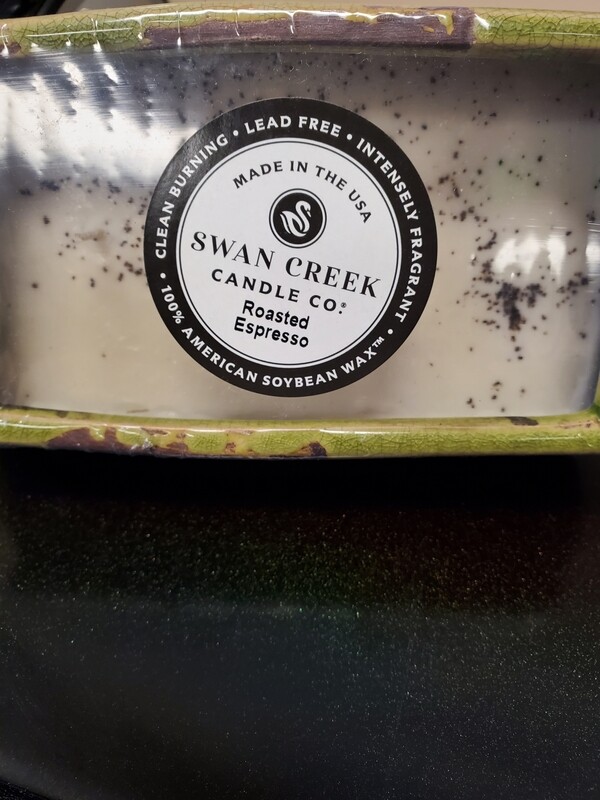 CLEAN BURNING • LEAD FREE • INTENSELY FRAGRANT •
MADE IN THE USA
SWAN CREEK
CANDLE CO.®
Roasted
Espresso
• 100% AMERICAN SOYBEAN WAX™